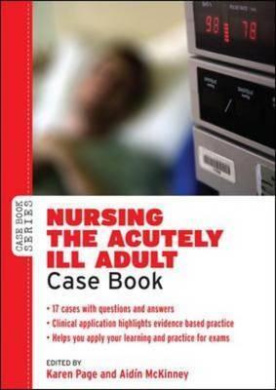 98
78
CASE BOOK
SERIES
NURSING
THE ACUTELY
ILL ADULT
Case Book
• 17 cases with questions and answers
• Clinical application highlights evidence based practice
• Helps you apply your learning and practice for exams
EDITED BY
Karen Page and Aidín McKinney